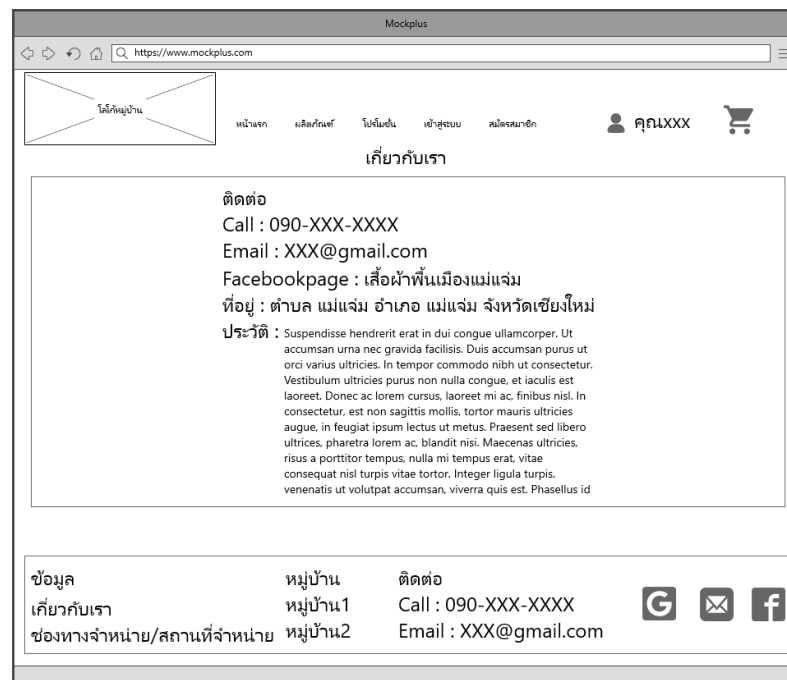 Mockplus
https://www.mockplus.com
โลโก้หมู่บ้าน
หน้าแรก ผลิตภัณฑ์ โปรโมชั่น เข้าสู่ระบบ สมัครสมาชิก
คุณxxx
เกี่ยวกับเรา
ติดต่อ
Call : 090-XXX-XXXX
Email : XXX@gmail.com
Facebookpage : เสื้อผ้าพื้นเมืองแม่แจ่ม
ที่อยู่ : ตำบล แม่แจ่ม อำเภอ แม่แจ่ม จังหวัดเชียงใหม่
ประวัติ : Suspendisse hendrerit erat in dui congue ullamcorper. Ut
accumsan urna nec gravida facilisis. Duis accumsan purus ut
orci varius ultricies. In tempor commodo nibh ut consectetur.
Vestibulum ultricies purus non nulla congue, et iaculis est
laoreet. Donec ac lorem cursus, laoreet mi ac, finibus nisl. In
consectetur, est non sagittis mollis, tortor mauris ultricies
augue, in feugiat ipsum lectus ut metus. Praesent sed libero
ultrices, pharetra lorem ac, blandit nisi. Maecenas ultricies,
risus a porttitor tempus, nulla mi tempus erat, vitae
consequat nisl turpis vitae tortor. Integer ligula turpis,
venenatis ut volutpat accumsan, viverra quis est. Phasellus id
ข้อมูล
เกี่ยวกับเรา
ช่องทางจำหน่าย/สถานที่จำหน่าย
หมู่บ้าน
หมู่บ้าน1
หมู่บ้าน2
ติดต่อ
Call : 090-XXX-XXXX
Email : XXX@gmail.com
G
f